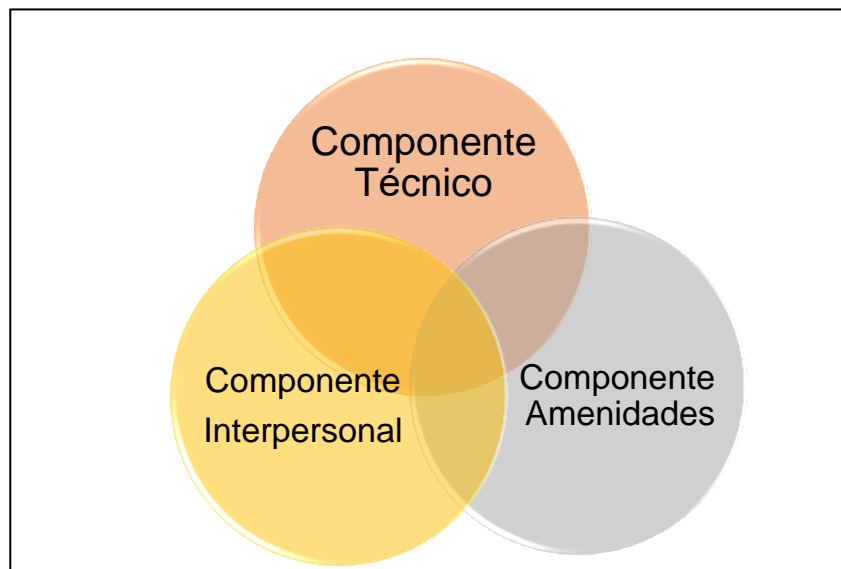 Componente
Técnico
Componente
Interpersonal
Componente
Amenidades